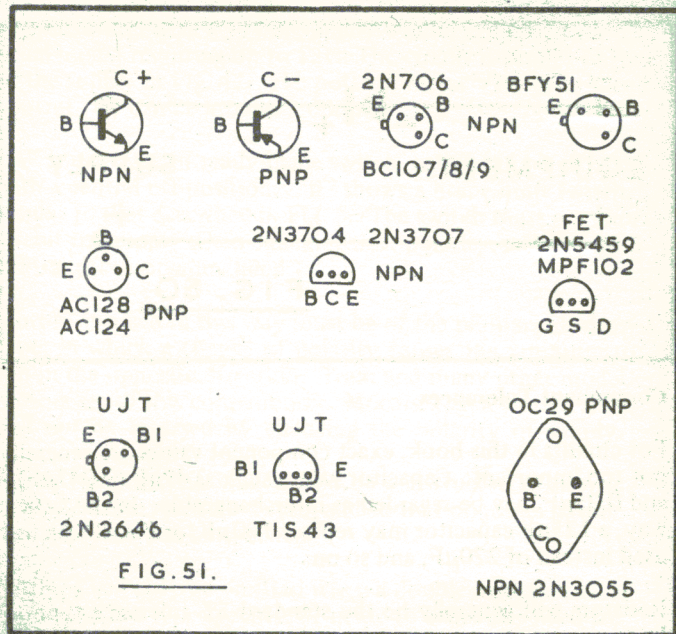 C + C −
B B
E E
NPN PNP
2N706 BFY51
E B E B
C NPN C
BC107/8/9
B
E C
AC128 PNP
AC124
2N3704 2N3707
NPN
B C E
FET
2N5459
MPF102
G S D
UJT
E B1
B2
2N2646
UJT
B1 E
B2
TIS43
OC29 PNP
B E
C
NPN 2N3055
FIG.51.